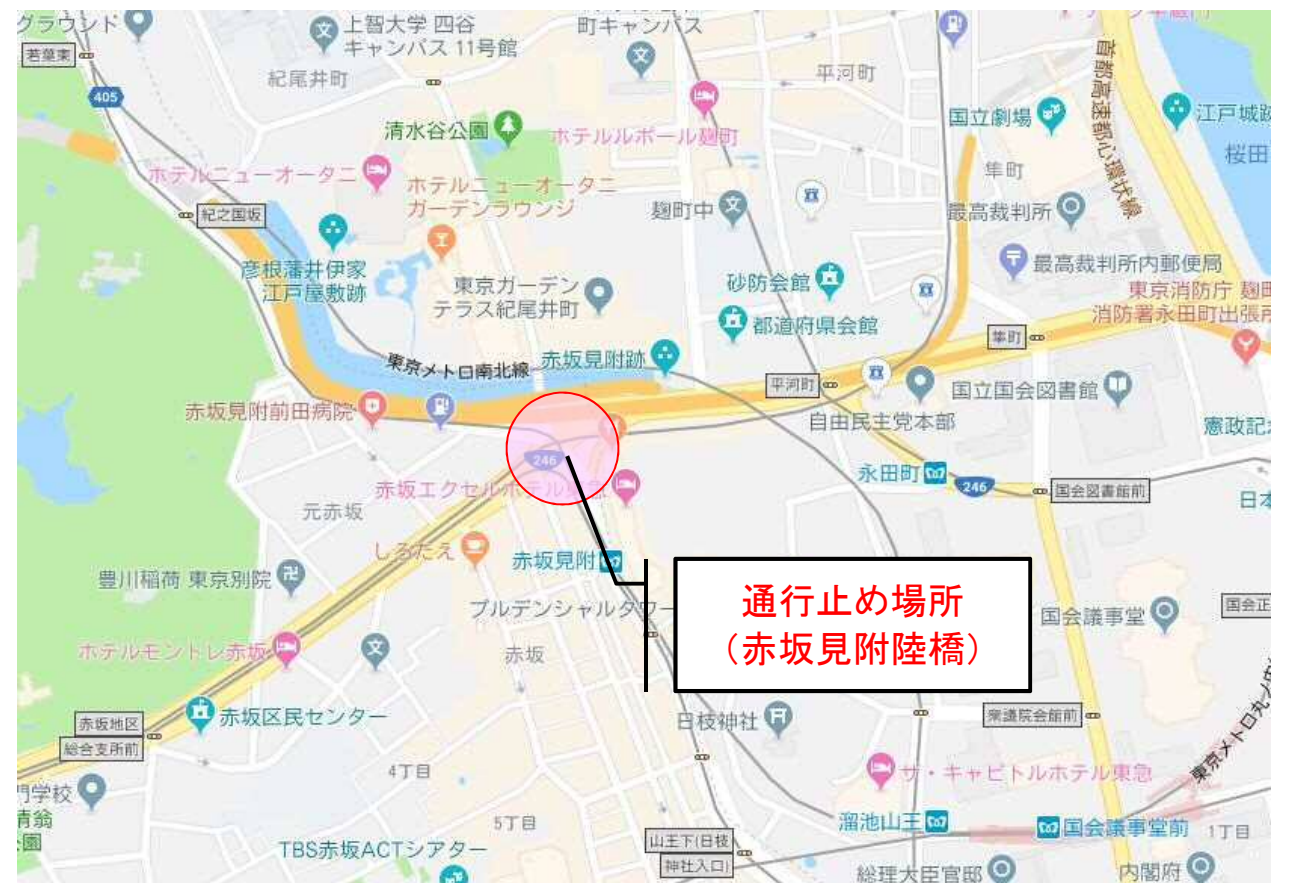 グラウンド
上智大学 四谷
キャンパス 11号館
町キャンパス
若葉東
紀尾井町
平河町
405
首都高速都心環状線
国立劇場
江戸城跡
清水谷公園
ホテルルポール麹町
桜田
隼町
ホテルニューオータニ
ホテルニューオータニ
ガーデンラウンジ
紀之国坂
麹町中
最高裁判所
最高裁判所内郵便局
彦根藩井伊家
江戸屋敷跡
東京ガーデン
テラス紀尾井町
砂防会館
都道府県会館
東京消防庁 麹町
消防署永田町出張所
隼町
東京メトロ南北線
赤坂見附跡
平河町
国立国会図書館
赤坂見附前田病院
自由民主党本部
憲政記念
246
永田町
246
国会図書館前
日本
赤坂エクセルホテル東急
元赤坂
しろたえ
赤坂見附
豊川稲荷 東京別院
プルデンシャルタワー
通行止め場所
（赤坂見附陸橋）
国会議事堂
国会正
ホテルモントレ赤坂
赤坂
赤坂地区
総合支所前
赤坂区民センター
日枝神社
衆議院会館前
東京メトロ丸ノ内
4丁目
ザ・キャピトルホテル東急
門学校
清翁
公園
5丁目
溜池山王
国会議事堂前
1丁目
TBS赤坂ACTシアター
山王下(日枝
神社入口)
総理大臣官邸
内閣府